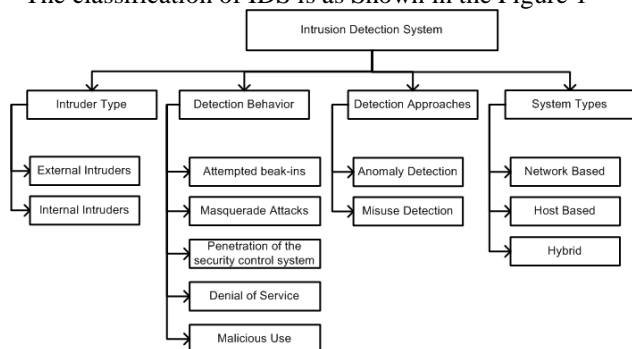 The classification of IDS is as Shown in the Figure 1
Intrusion Detection System
Intruder Type
Detection Behavior
Detection Approaches
System Types
External Intruders
Internal Intruders
Attempted beak-ins
Masquerade Attacks
Penetration of the
security control system
Denial of Service
Malicious Use
Anomaly Detection
Misuse Detection
Network Based
Host Based
Hybrid